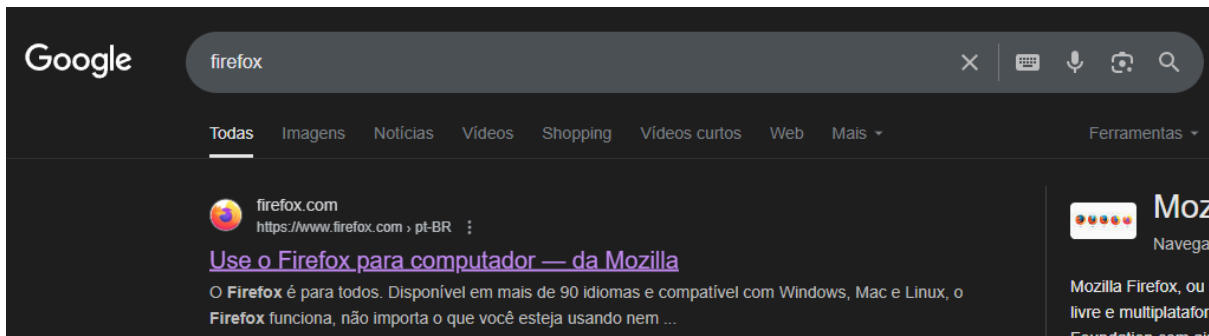 Google
firefox
Todas Imagens Notícias Vídeos Shopping Vídeos curtos Web Mais Ferramentas
firefox.com
https://www.firefox.com › pt-BR
Use o Firefox para computador — da Mozilla
O Firefox é para todos. Disponível em mais de 90 idiomas e compatível com Windows, Mac e Linux, o
Firefox funciona, não importa o que você esteja usando nem ...
Moz
Navega
Mozilla Firefox, ou
livre e multiplatafor